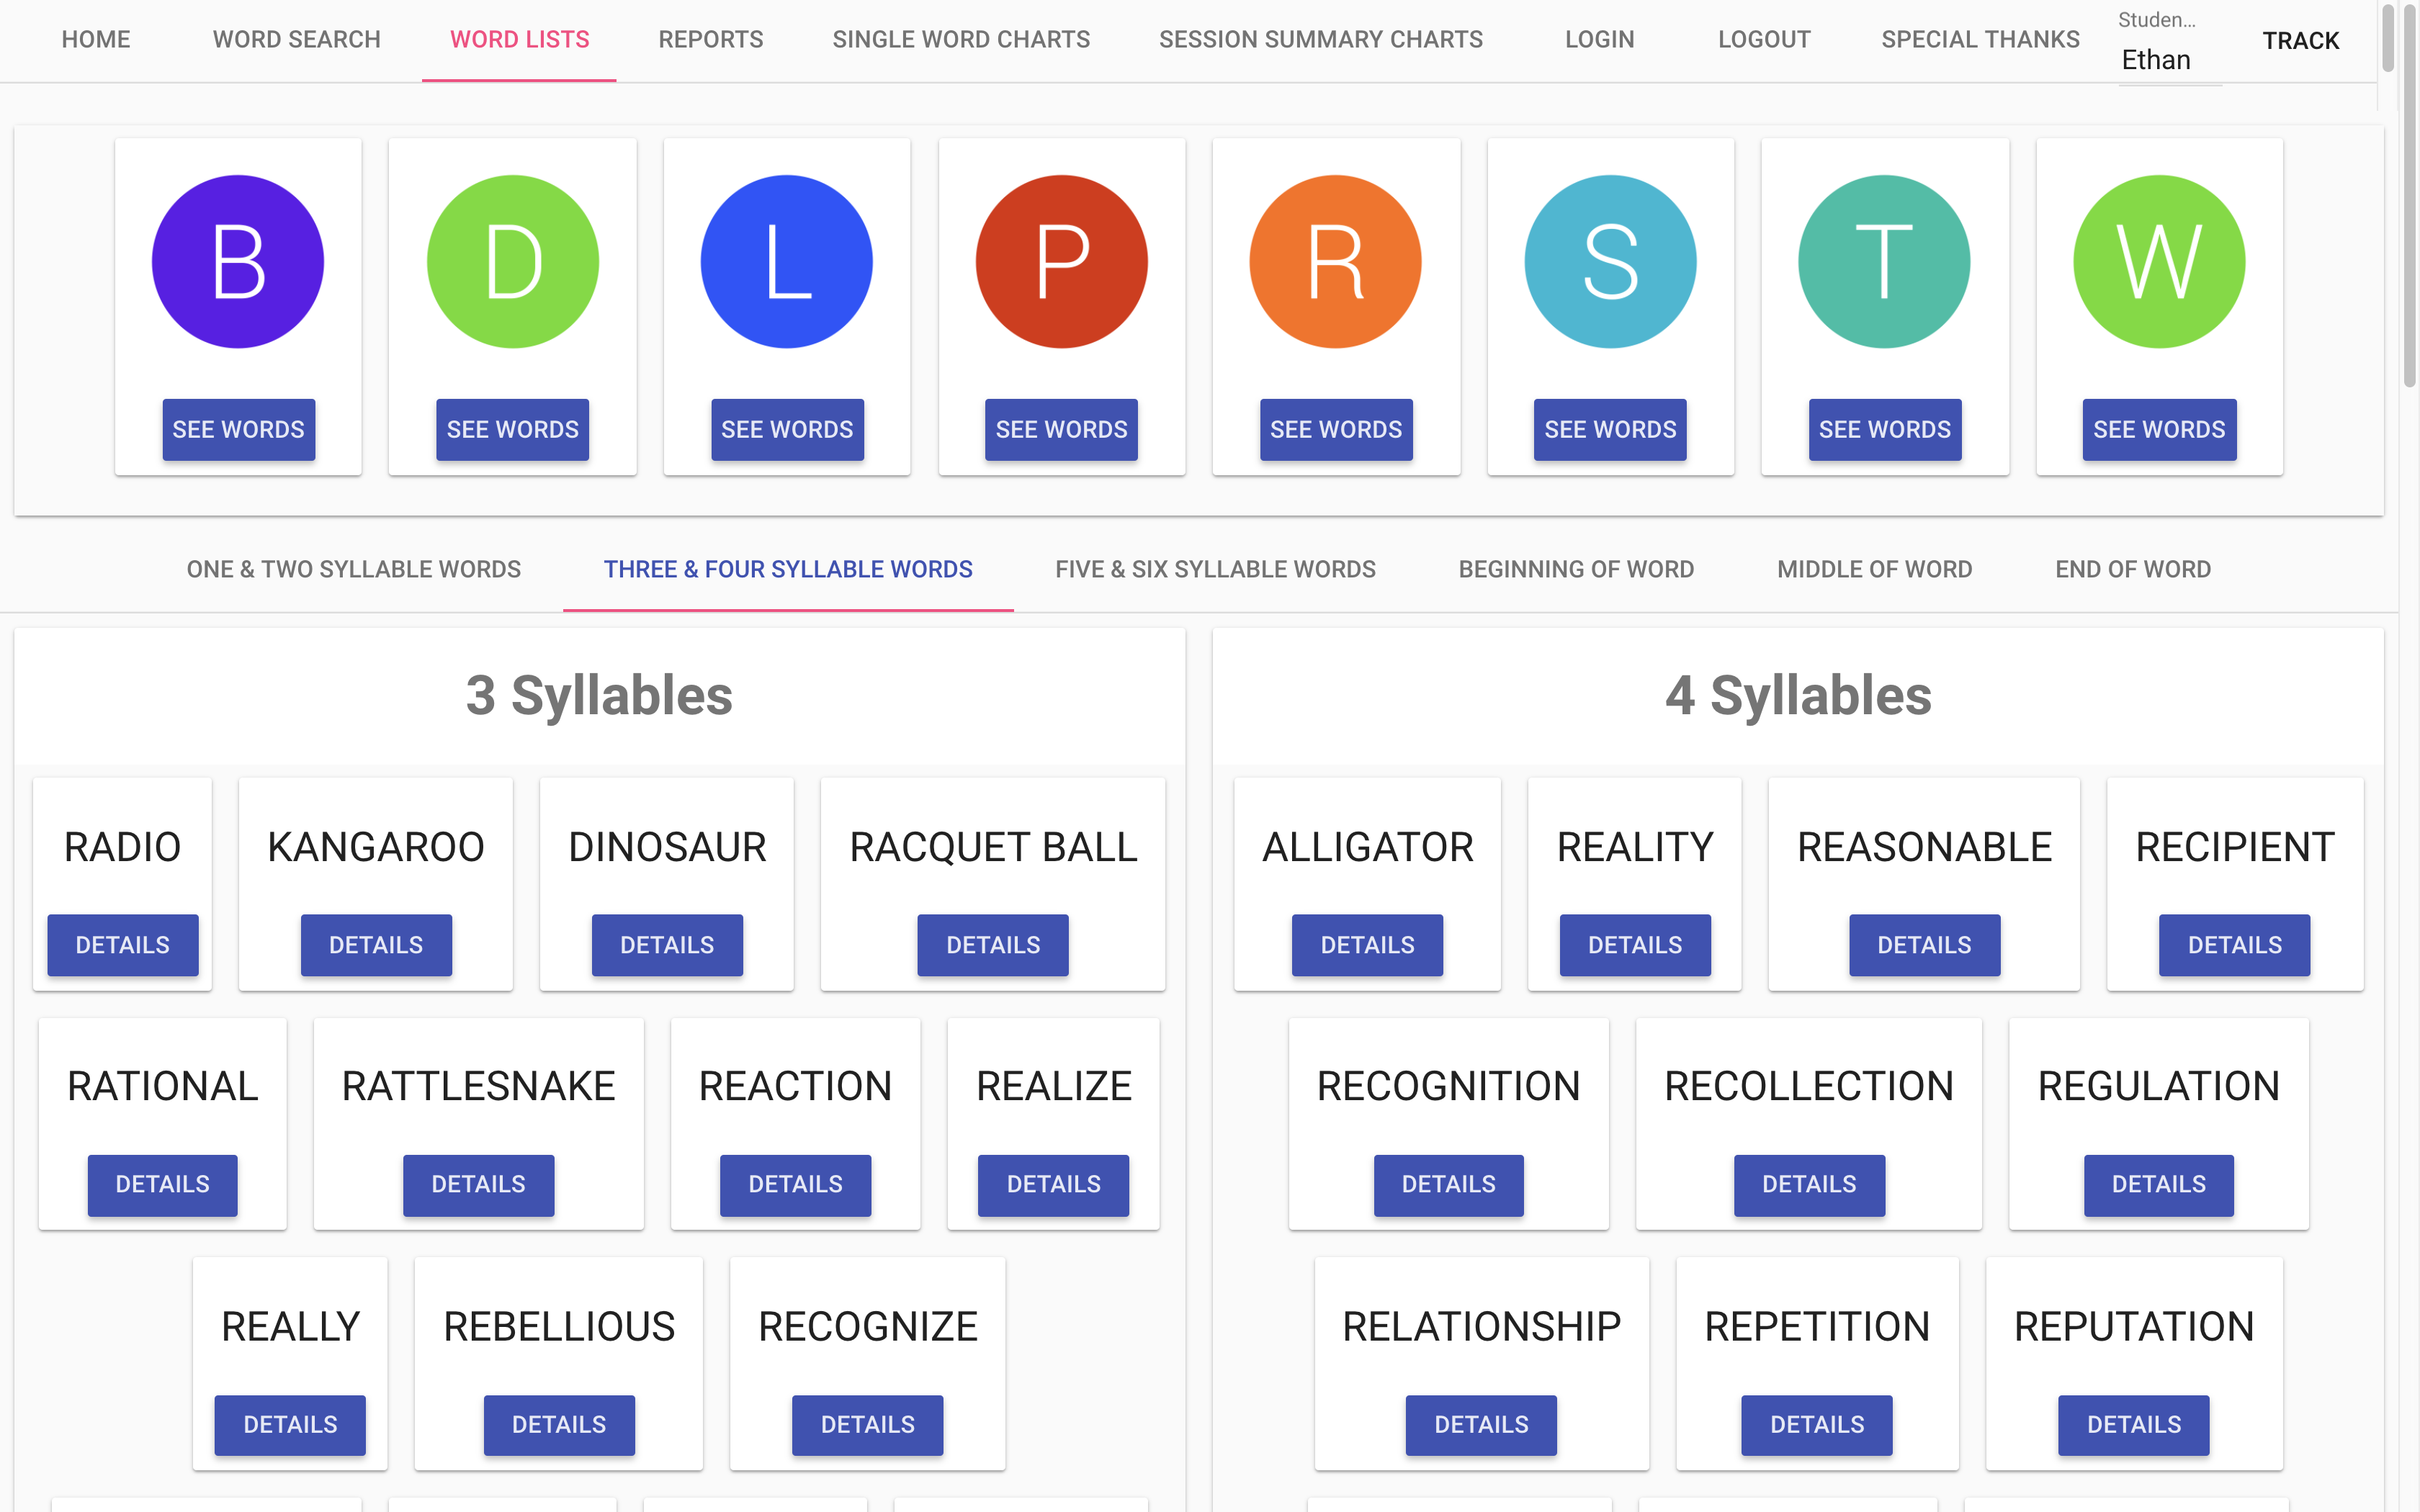 HOME WORD SEARCH WORD LISTS REPORTS SINGLE WORD CHARTS SESSION SUMMARY CHARTS LOGIN LOGOUT SPECIAL THANKS Studen... Ethan TRACK
B D L P R S T W
SEE WORDS SEE WORDS SEE WORDS SEE WORDS SEE WORDS SEE WORDS SEE WORDS SEE WORDS
ONE & TWO SYLLABLE WORDS THREE & FOUR SYLLABLE WORDS FIVE & SIX SYLLABLE WORDS BEGINNING OF WORD MIDDLE OF WORD END OF WORD
3 Syllables
RADIO KANGAROO DINOSAUR RACQUET BALL
DETAILS DETAILS DETAILS DETAILS
RATIONAL RATTLESNAKE REACTION REALIZE
DETAILS DETAILS DETAILS DETAILS
REALLY REBELLIOUS RECOGNIZE
DETAILS DETAILS DETAILS
4 Syllables
ALLIGATOR REALITY REASONABLE RECIPIENT
DETAILS DETAILS DETAILS DETAILS
RECOGNITION RECOLLECTION REGULATION
DETAILS DETAILS DETAILS
RELATIONSHIP REPETITION REPUTATION
DETAILS DETAILS DETAILS